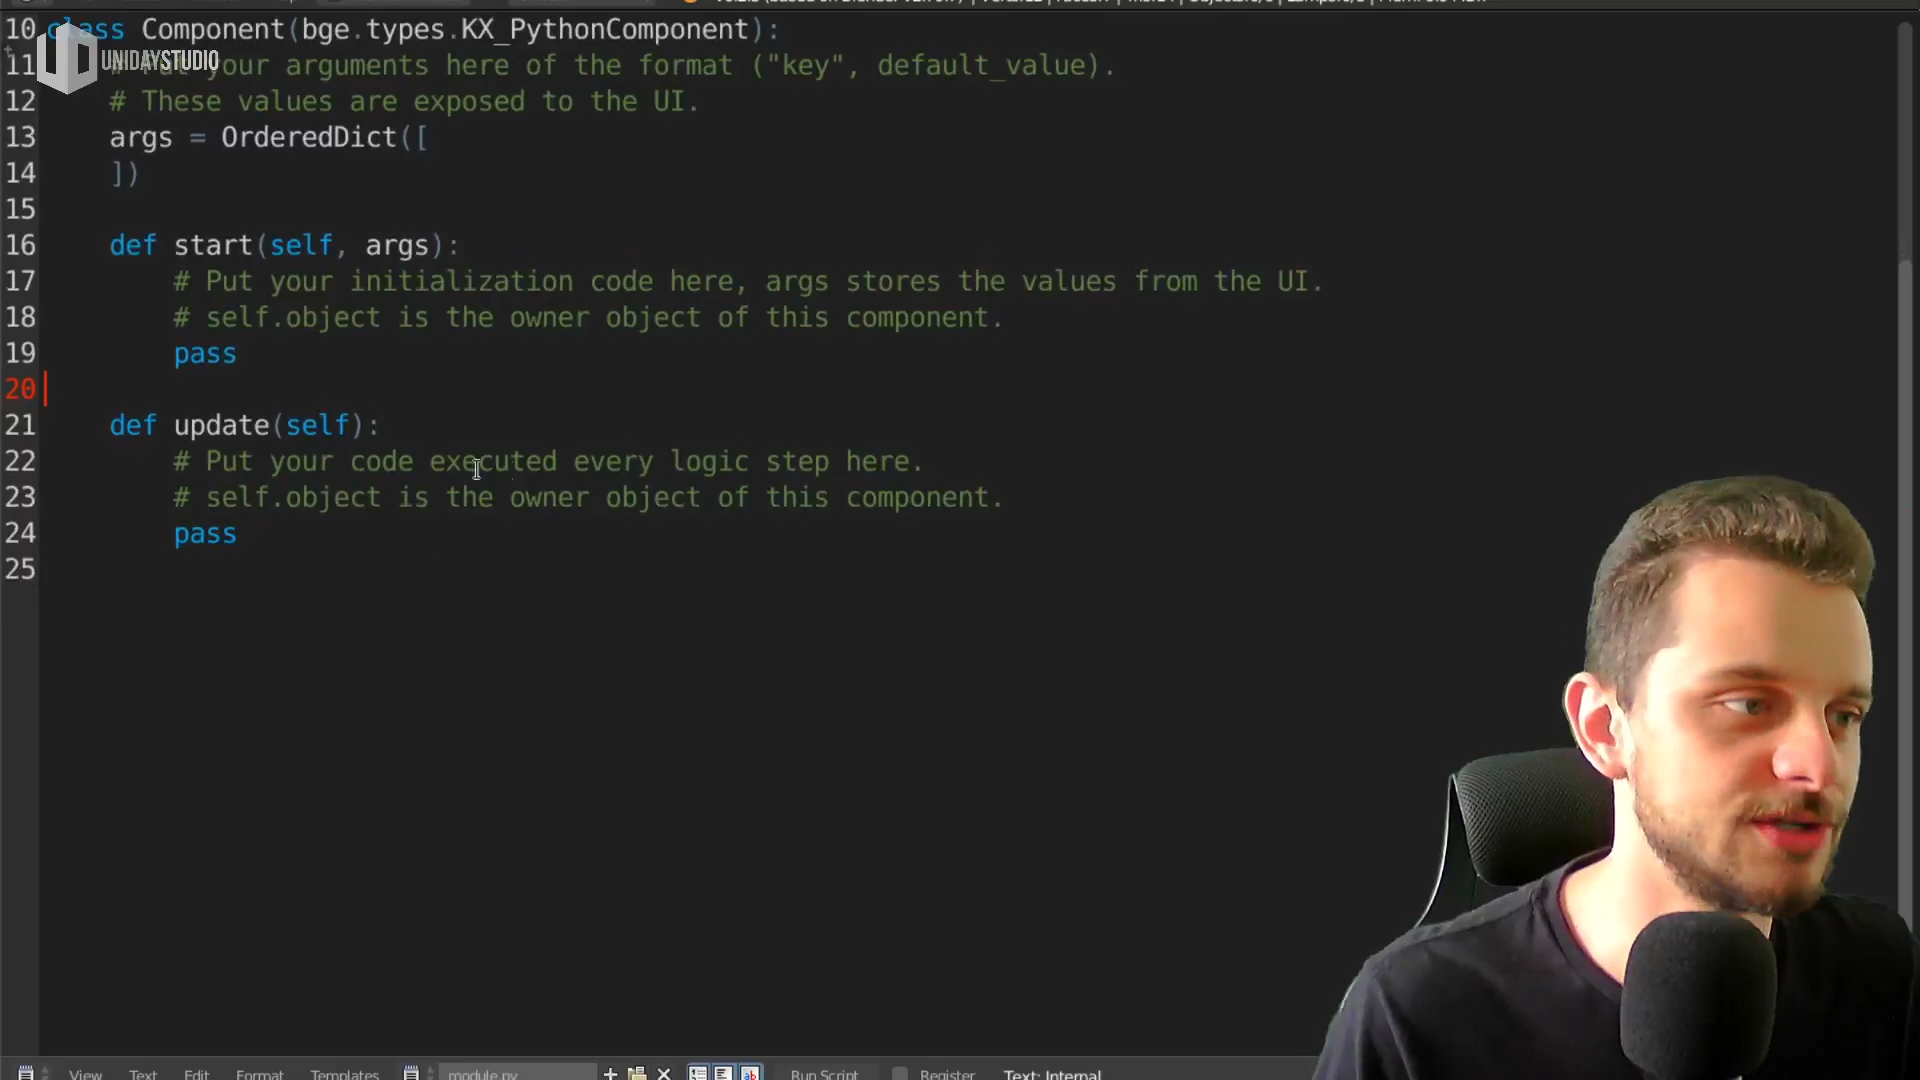 10 class Component(bge.types.KX_PythonComponent):
UNIDAYSTUDIO
11 # Put your arguments here of the format ("key", default_value).
12 # These values are exposed to the UI.
13 args = OrderedDict([
14 ])
15
16 def start(self, args):
17 # Put your initialization code here, args stores the values from the UI.
18 # self.object is the owner object of this component.
19 pass
20
21 def update(self):
22 # Put your code executed every logic step here.
23 # self.object is the owner object of this component.
24 pass
25
View Text Edit Format Templates module.py Run Script Register Text: Internal